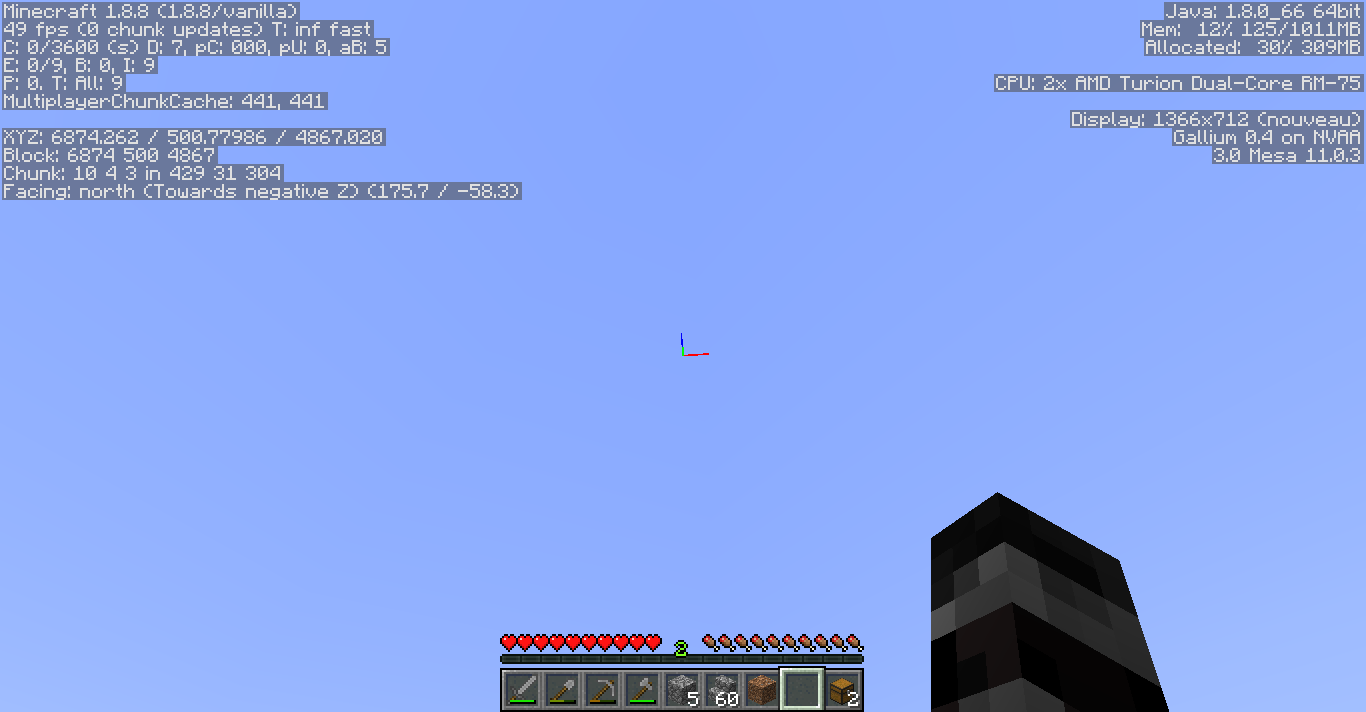 Minecraft 1.8.8 (1.8.8/vanilla)
49 fps (0 chunk updates) T: inf fast
C: 0/3600 (s) D: 7, pC: 000, pU: 0, aB: 5
E: 0/9, B: 0, I: 9
P: 0. T: All: 9
MultiplayerChunkCache: 441, 441
XYZ: 6874.262 / 500.77986 / 4867.020
Block: 6874 500 4867
Chunk: 10 4 3 in 429 31 304
Facing: north (Towards negative Z) (175.7 / -58.3)
Java: 1.8.0_66 64bit
Mem: 12% 125/1011MB
Allocated: 30% 309MB
CPU: 2x AMD Turion Dual-Core RM-75
Display: 1366x712 (nouveau)
Gallium 0.4 on NVAA
3.0 Mesa 11.0.3
2
5
60
2